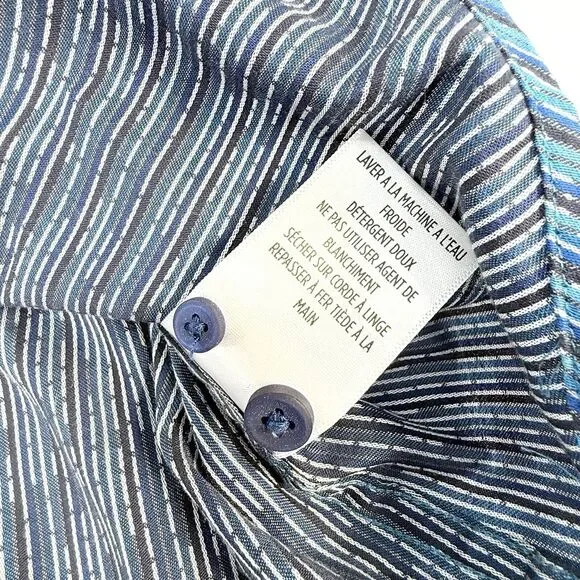 LAVER A LA MACHINE A L'EAU
FROIDE
DÉTERGENT DOUX
NE PAS UTILISER AGENT DE
BLANCHIMENT
SÉCHER SUR CORDE À LINGE
REPASSER À FER TIÈDE À LA
MAIN